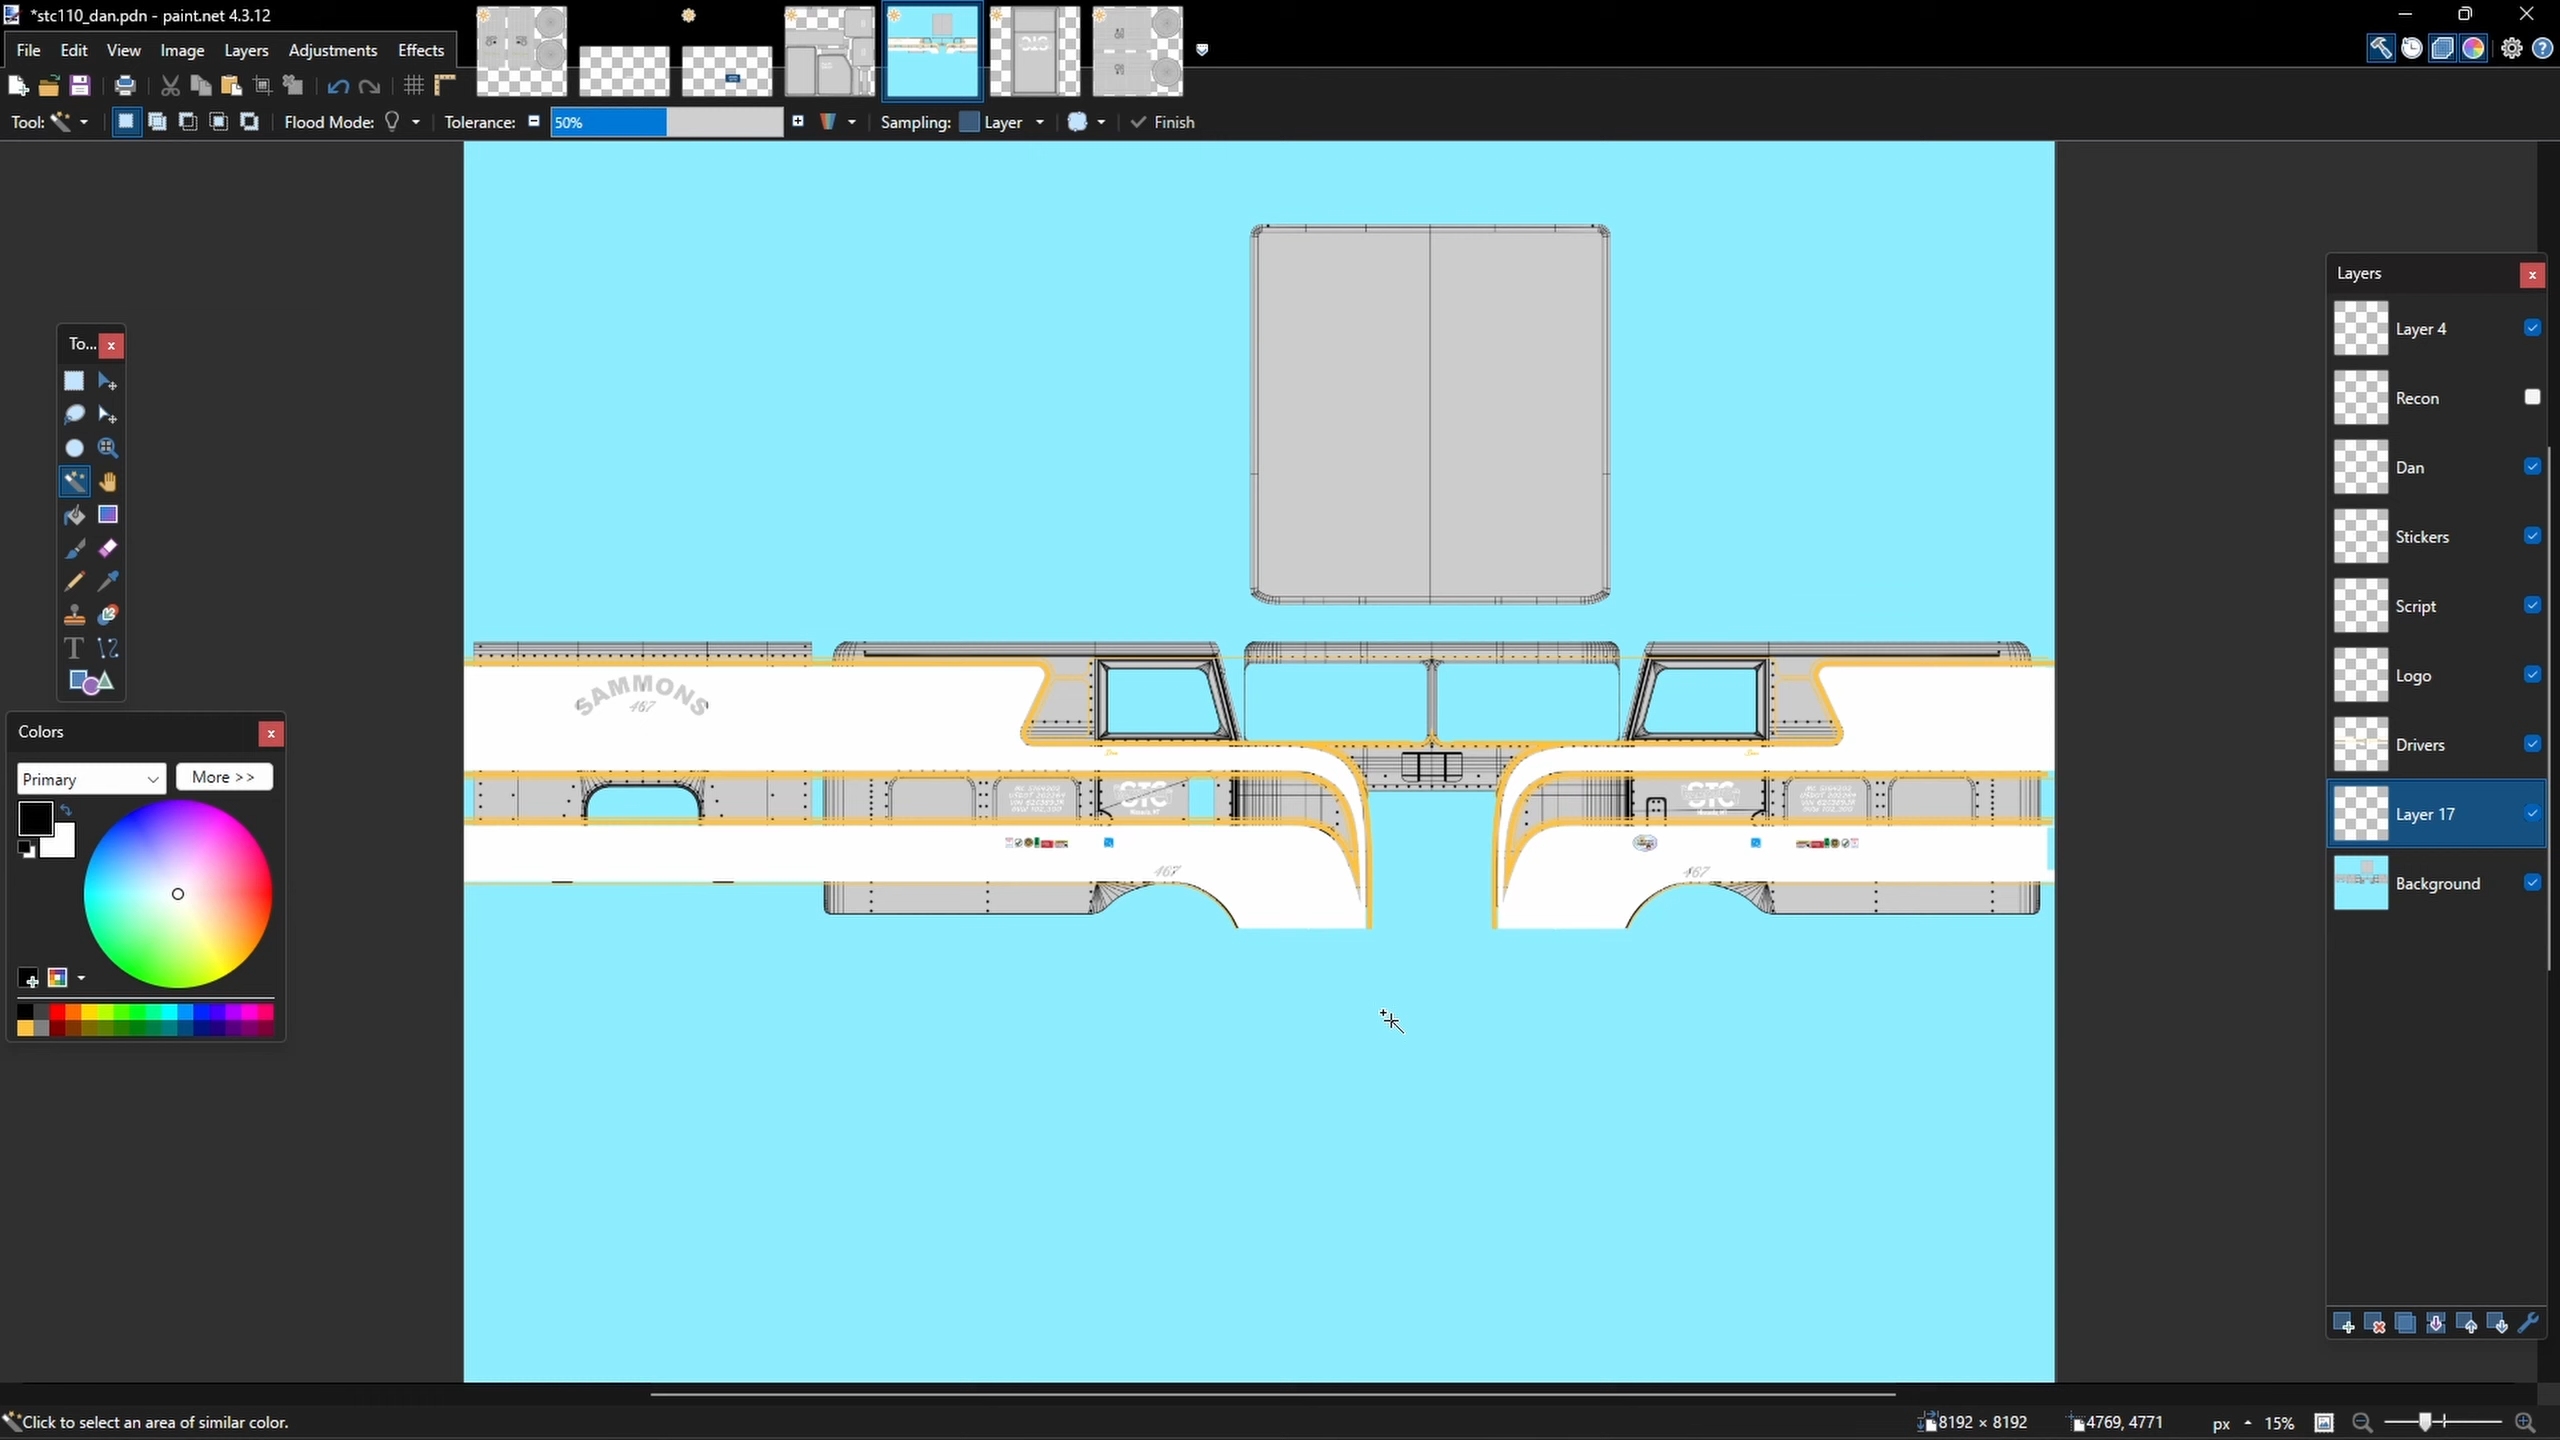 *stc110_dan.pdn - paint.net 4.3.12
File Edit View Image Layers Adjustments Effects
Tool: Flood Mode: Tolerance: 50% Sampling: Layer Finish
Layers
Layer 4
Recon
Dan
Stickers
Script
Logo
Drivers
Layer 17
Background
To...
Colors
Primary
More >>
SAMMONS
467
STC
STC
467
467
Click to select an area of similar color.
8192 × 8192
4769, 4771
px
15%